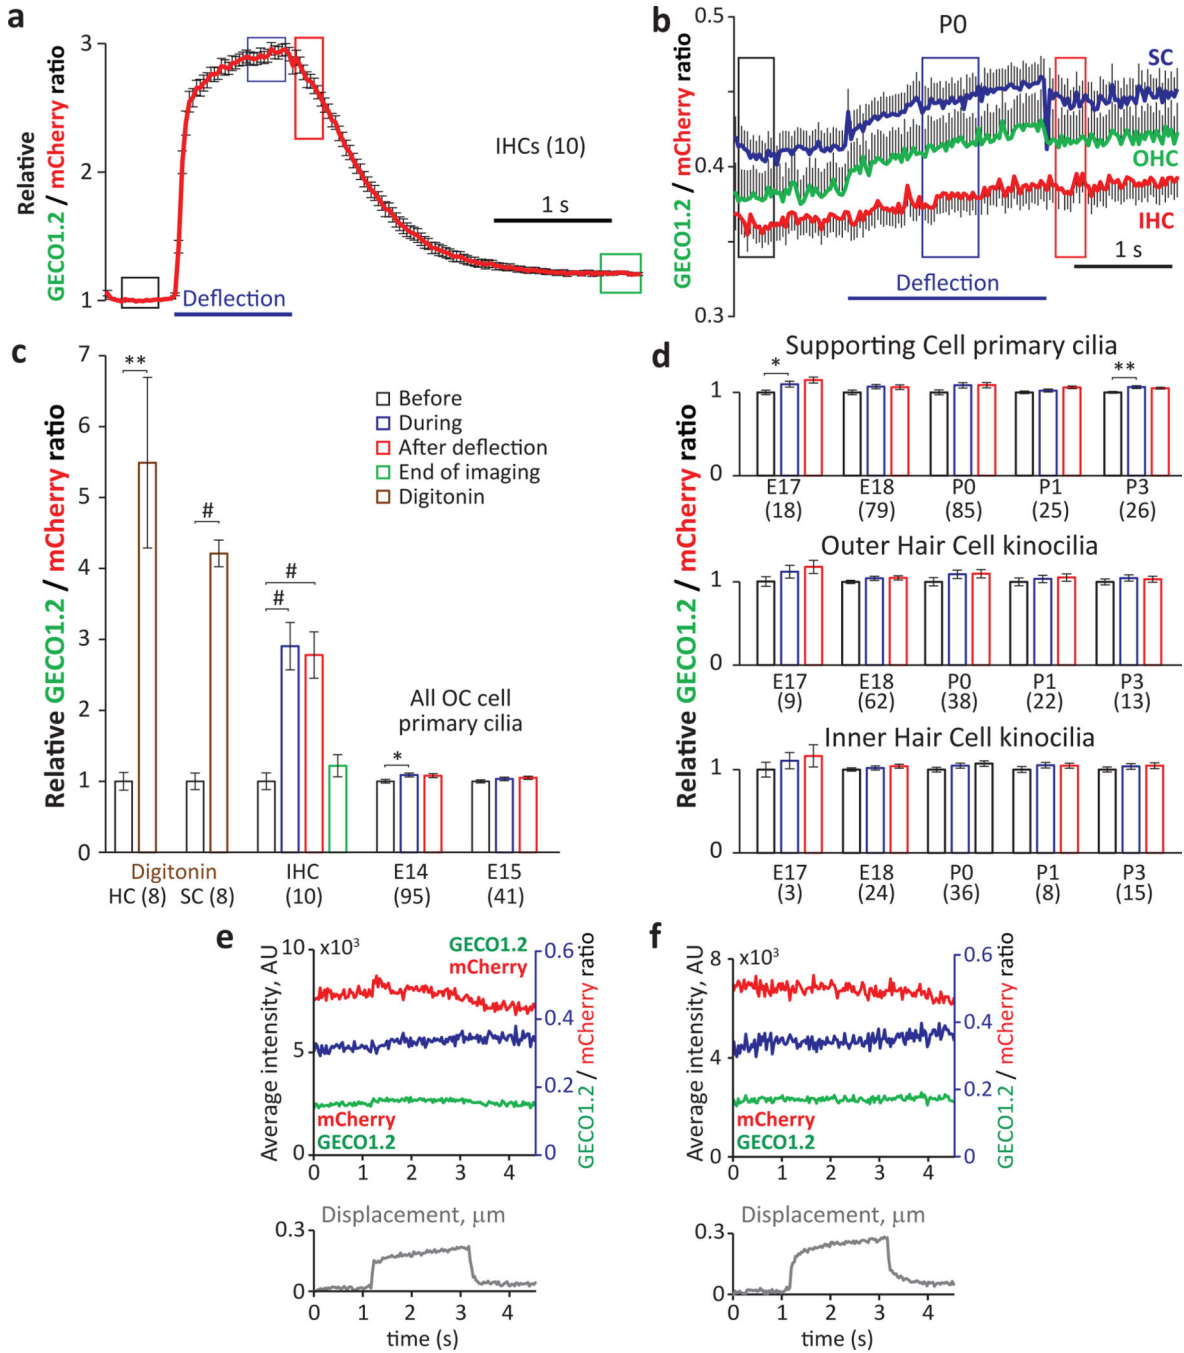 a
Relative
GECO1.2 / mCherry ratio
3
2
1
IHCs (10)
1 s
Deflection
b
P0
GECO1.2 / mCherry ratio
0.5
0.4
0.3
SC
OHC
IHC
1 s
Deflection
c
Relative GECO1.2 / mCherry ratio
7
6
5
4
3
2
1
0
**
#
#
#
*
Before
During
After deflection
End of imaging
Digitonin
All OC cell
primary cilia
Digitonin
HC (8) SC (8)
IHC
(10)
E14
(95)
E15
(41)
d
Relative GECO1.2 / mCherry ratio
Supporting Cell primary cilia
*
**
1
0
E17 E18 P0 P1 P3
(18) (79) (85) (25) (26)
Outer Hair Cell kinocilia
1
0
E17 E18 P0 P1 P3
(9) (62) (38) (22) (13)
Inner Hair Cell kinocilia
1
0
E17 E18 P0 P1 P3
(3) (24) (36) (8) (15)
e
Average intensity, AU
10 x10³
5
0
GECO1.2
mCherry
mCherry
GECO1.2
0.6
0.4
0.2
0
GECO1.2 / mCherry ratio
0 1 2 3 4
Displacement, μm
0.3
0
0 1 2 3 4
time (s)
f
Average intensity, AU
8 x10³
4
0
mCherry
GECO1.2
0.6
0.4
0.2
0
GECO1.2 / mCherry ratio
0 1 2 3 4
Displacement, μm
0.3
0
0 1 2 3 4
time (s)